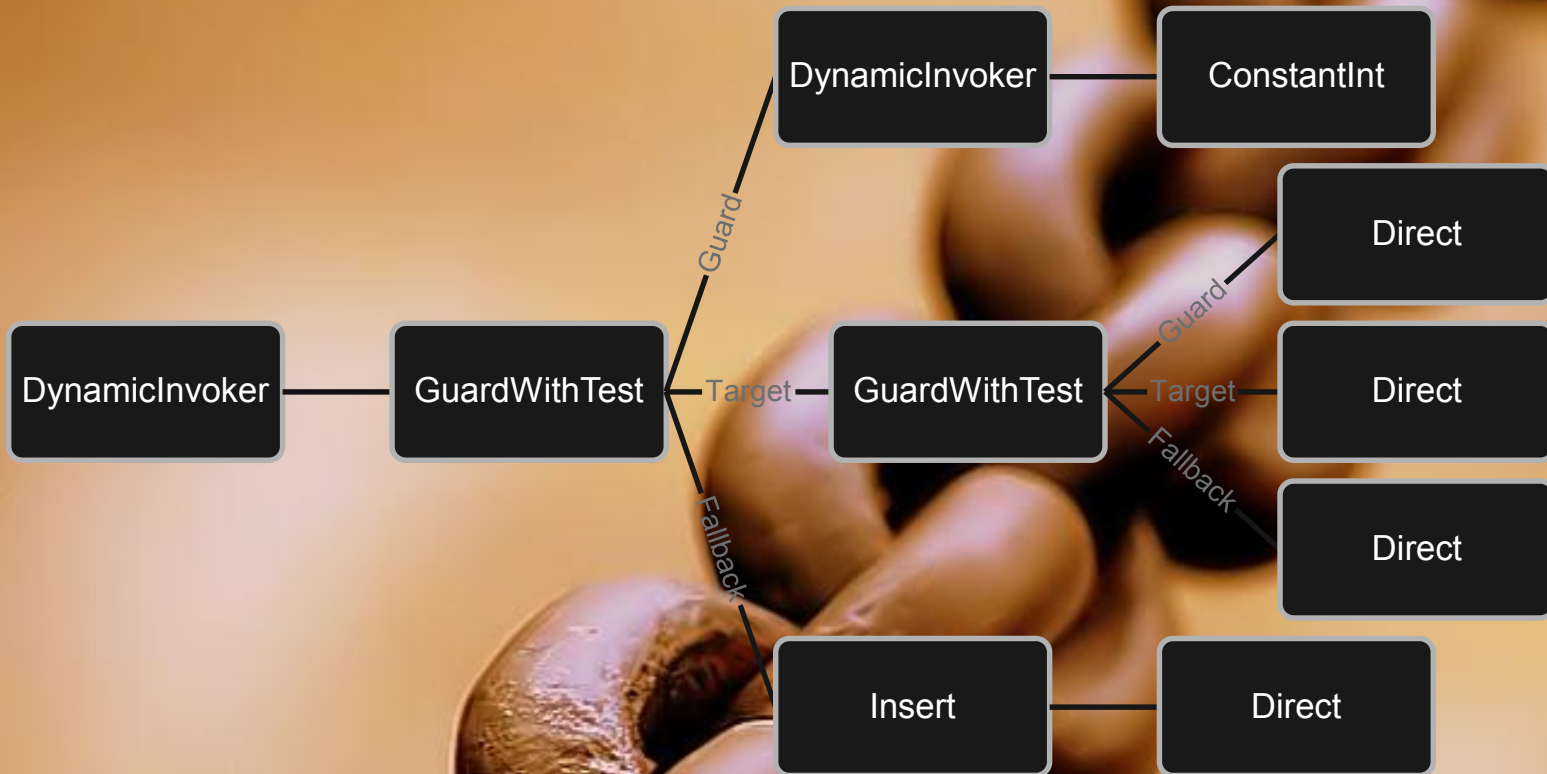 DynamicInvoker
ConstantInt
Guard
Direct
Guard
DynamicInvoker
GuardWithTest
Target
GuardWithTest
Target
Direct
Fallback
Fallback
Direct
Insert
Direct